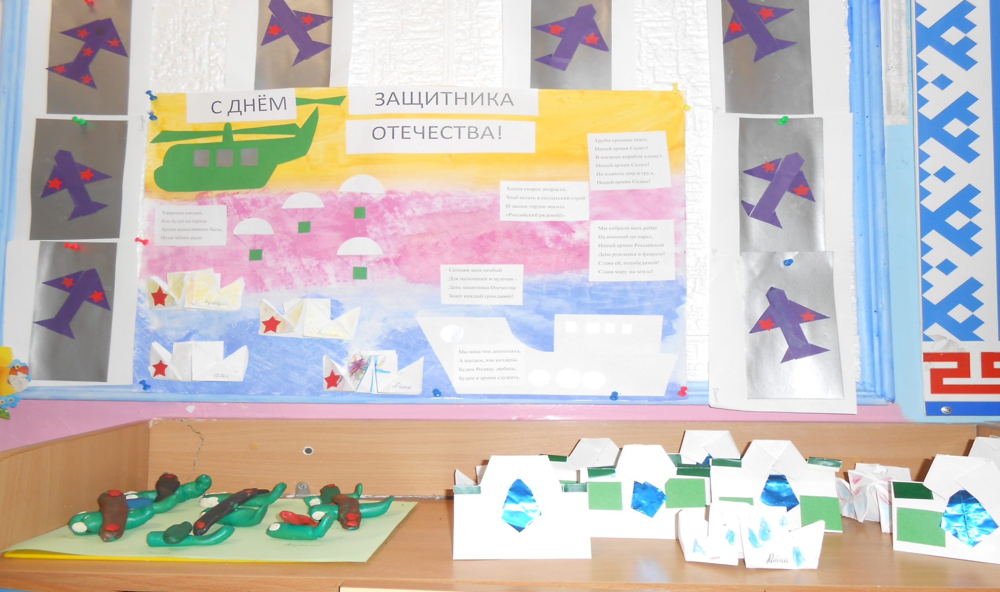 С ДНЁМ
ЗАЩИТНИКА
ОТЕЧЕСТВА!
Трубы громкие поют.
Нашей армии Салют!
В космосе корабли плывут.
Нашей армии Салют!
На планете мир и труд,
Нашей армии Салют!
Хотим скорее подрасти,
Чтоб встать в солдатский строй
И званье гордое носить
«Российский рядовой!»
Уверенно шагаем,
Как будто на параде.
Хотим выносливыми быть,
Но не забавы ради.
Мы собрали всех ребят
На военный на парад.
Нашей армии Российской
День рожденья в феврале!
Слава ей, непобедимой!
Слава миру на земле!
Сегодня день особый
Для мальчишек и мужчин –
День защитника Отечества
Знает каждый гражданин!
Мы пока что дошколята,
А шагаем, как солдаты,
Будем Родину любить,
Будем в армии служить.
Дима